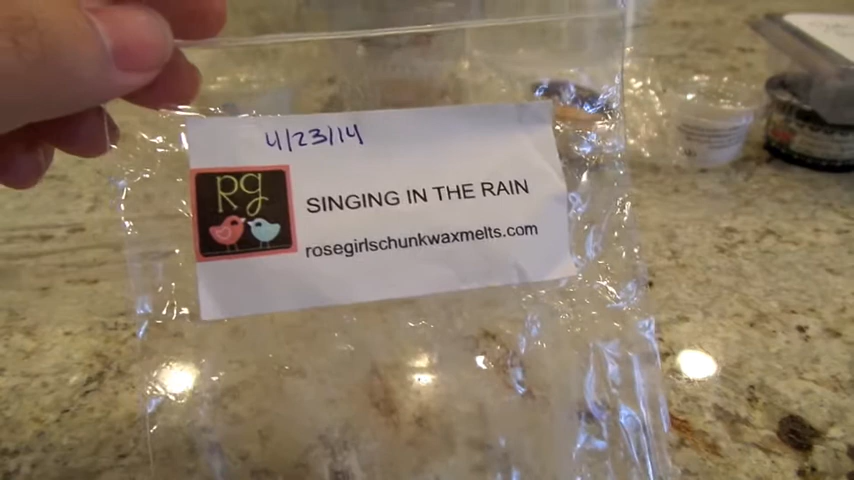 4/23/14
Rg
SINGING IN THE RAIN
rosegirlschunkwaxmelts.com